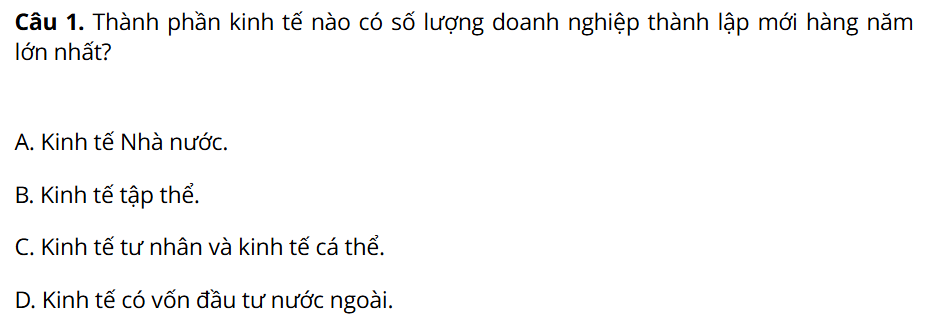 Câu 1. Thành phần kinh tế nào có số lượng doanh nghiệp thành lập mới hàng năm
lớn nhất?
A. Kinh tế Nhà nước.
B. Kinh tế tập thể.
C. Kinh tế tư nhân và kinh tế cá thể.
D. Kinh tế có vốn đầu tư nước ngoài.